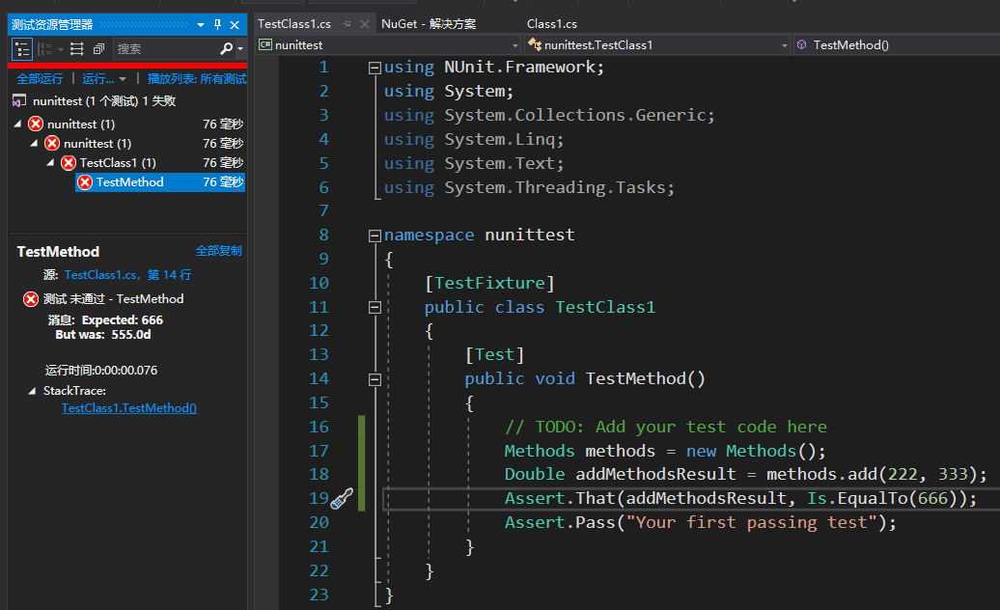 测试资源管理器
搜索
全部运行 | 运行... | 播放列表: 所有测试
nunittest (1 个测试) 1 失败
nunittest (1) 76 毫秒
nunittest (1) 76 毫秒
TestClass1 (1) 76 毫秒
TestMethod 76 毫秒
TestMethod 全部复制
源: TestClass1.cs, 第 14 行
测试 未通过 - TestMethod
消息: Expected: 666
But was: 555.0d
运行时间:0:00:00.076
StackTrace:
TestClass1.TestMethod()
TestClass1.cs NuGet - 解决方案 Class1.cs
C# nunittest nunittest.TestClass1 TestMethod()
1 using NUnit.Framework;
2 using System;
3 using System.Collections.Generic;
4 using System.Linq;
5 using System.Text;
6 using System.Threading.Tasks;
7
8 namespace nunittest
9 {
10 [TestFixture]
11 public class TestClass1
12 {
13 [Test]
14 public void TestMethod()
15 {
16 // TODO: Add your test code here
17 Methods methods = new Methods();
18 Double addMethodsResult = methods.add(222, 333);
19 Assert.That(addMethodsResult, Is.EqualTo(666));
20 Assert.Pass("Your first passing test");
21 }
22 }
23 }